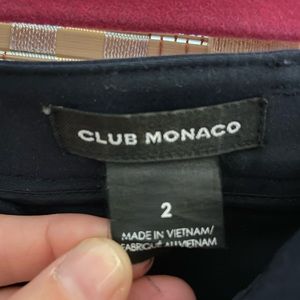 CLUB MONACO
2
MADE IN VIETNAM/
FABRIQUÉ AU VIETNAM